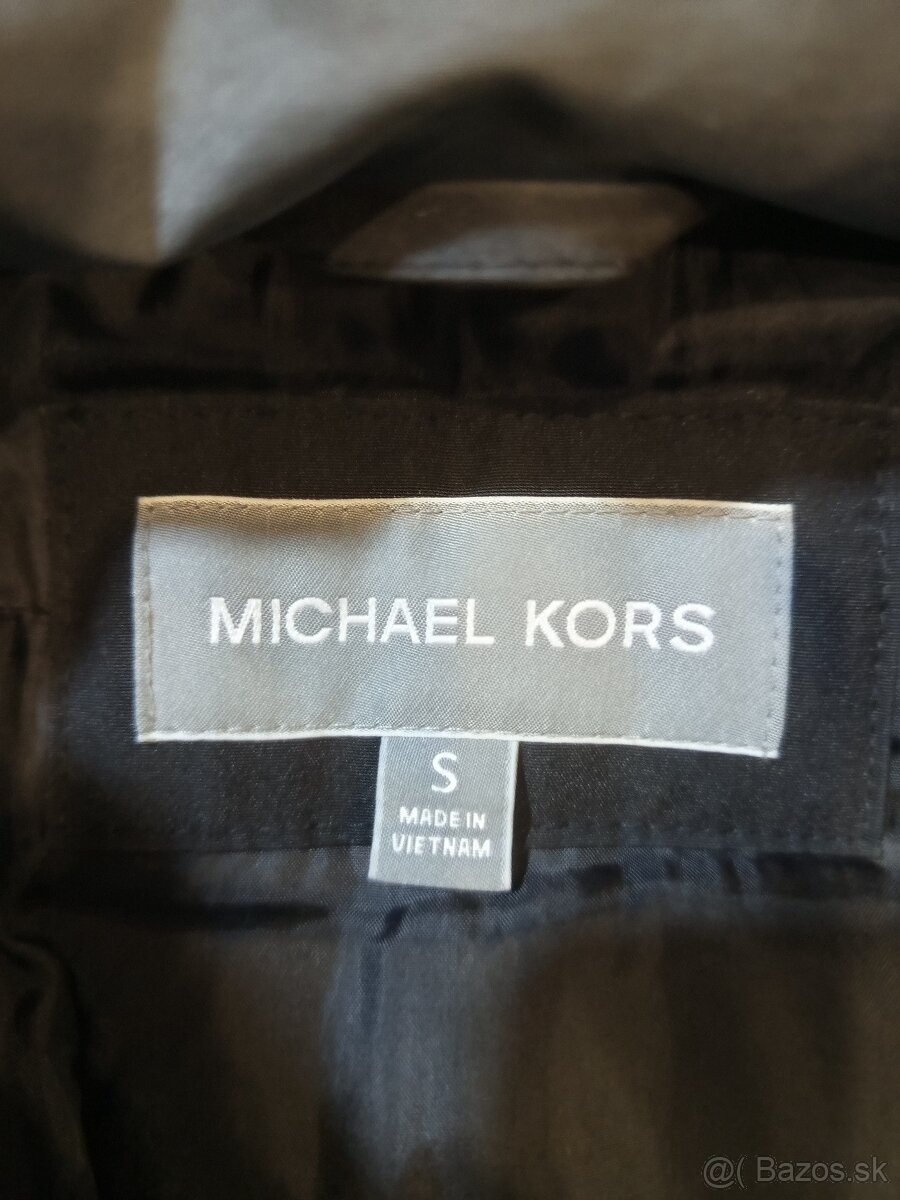 MICHAEL KORS
S
MADE IN
VIETNAM
@( Bazos.sk